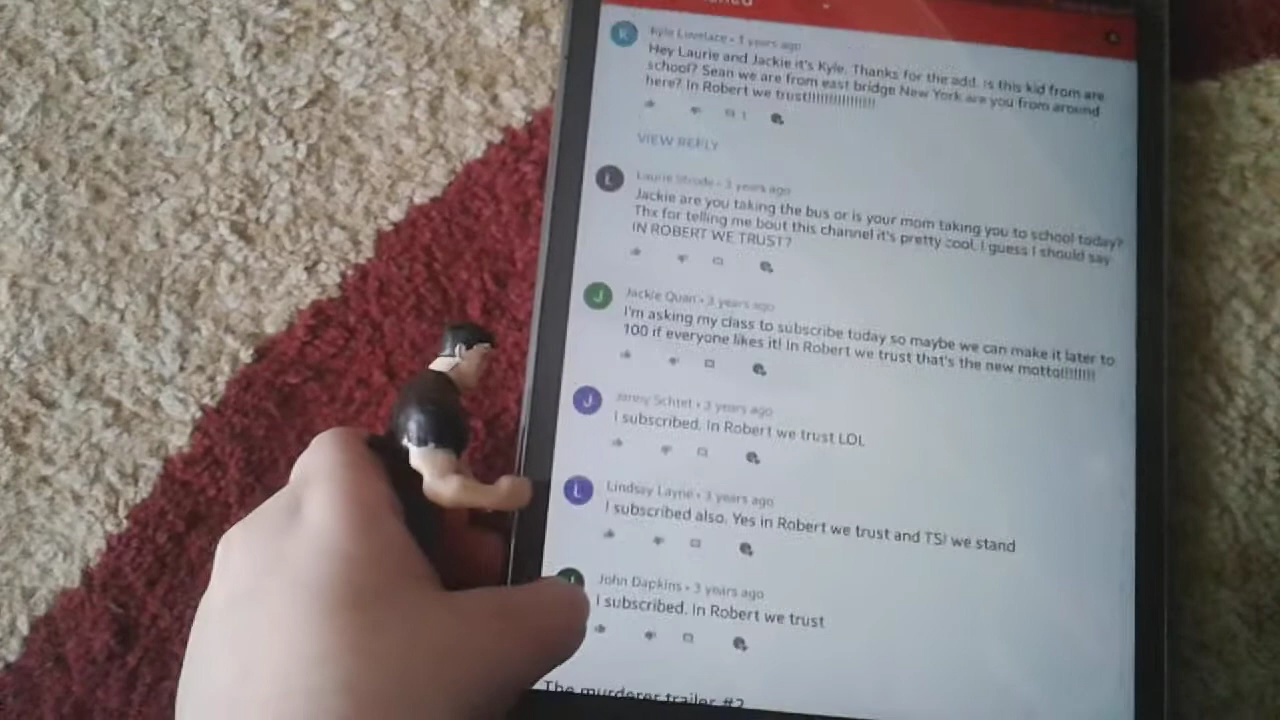 Kyle Lovelace • 3 years ago
Hey Laurie and Jackie it's Kyle. Thanks for the add. Is this kid from are
school? Sean we are from east bridge New York are you from around
here? In Robert we trust!!!!!!!!!!!!!!!!
1
VIEW REPLY
L
Laurie Strode • 3 years ago
Jackie are you taking the bus or is your mom taking you to school today?
Thx for telling me bout this channel it's pretty cool. I guess I should say
IN ROBERT WE TRUST?
J
Jackie Quan • 3 years ago
I'm asking my class to subscribe today so maybe we can make it later to
100 if everyone likes it! In Robert we trust that's the new motto!!!!!!!!!
J
Jenny Schtet • 3 years ago
I subscribed. In Robert we trust LOL
L
Lindsay Layne • 3 years ago
I subscribed also. Yes in Robert we trust and TS! we stand
John Dapkins • 3 years ago
I subscribed. In Robert we trust
The murderer trailer #2